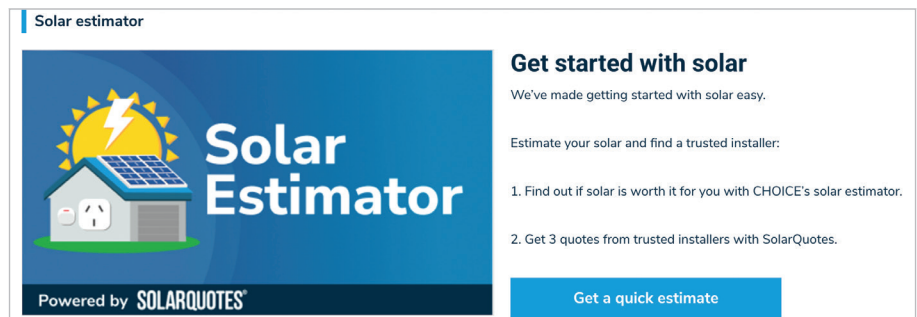 Solar estimator
Solar
Estimator
Powered by SOLARQUOTES®
Get started with solar
We've made getting started with solar easy.
Estimate your solar and find a trusted installer:
1. Find out if solar is worth it for you with CHOICE's solar estimator.
2. Get 3 quotes from trusted installers with SolarQuotes.
Get a quick estimate